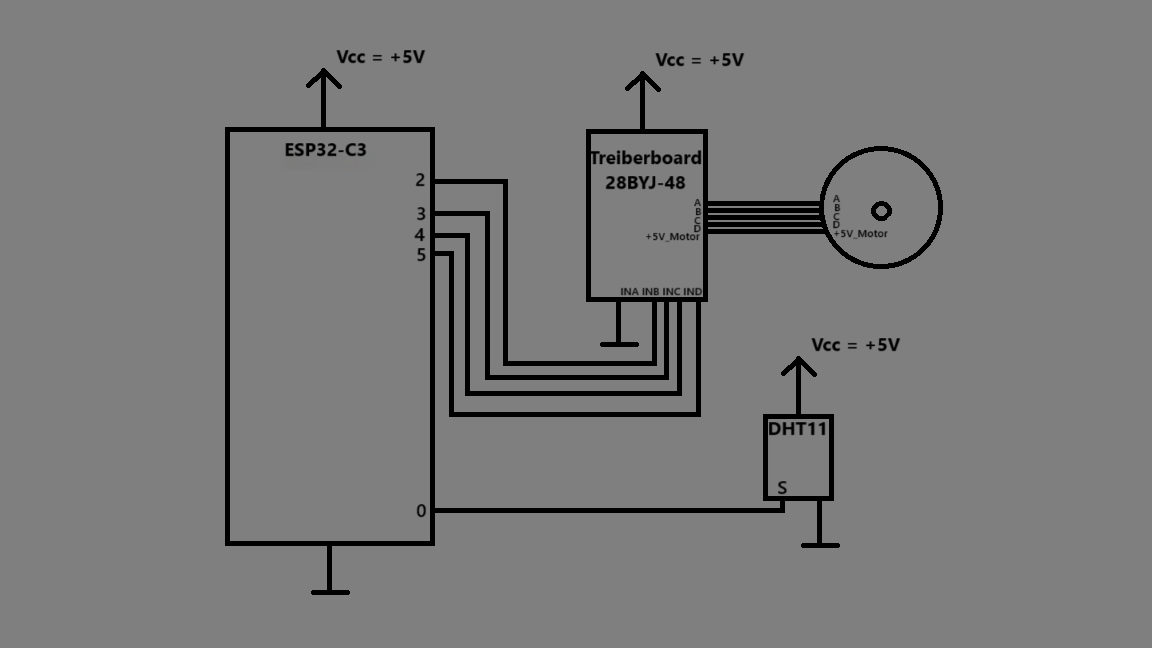 Vcc = +5V
Vcc = +5V
ESP32-C3
Treiberboard
28BYJ-48
2
3
4
5
A
B
C
D
+5V_Motor
A
B
C
D
+5V_Motor
INA INB INC IND
Vcc = +5V
DHT11
S
0